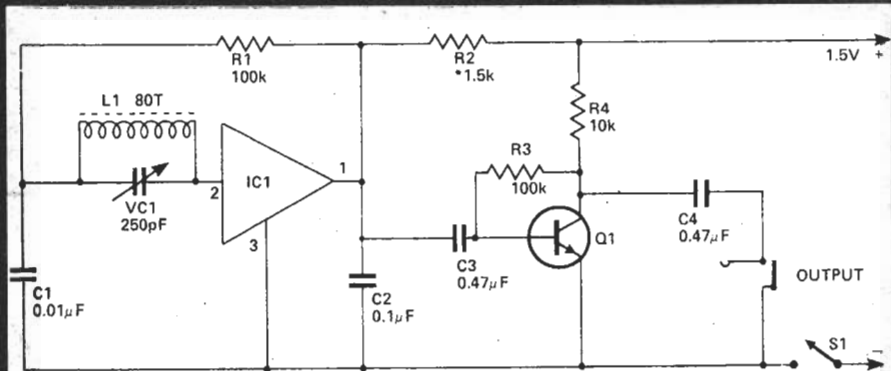 R1
100k
R2
*1.5k
1.5V
+
L1 80T
R4
10k
IC1
1
2
3
R3
100k
VC1
250pF
Q1
C4
0.47µF
C3
0.47µF
C1
0.01µF
C2
0.1µF
OUTPUT
S1
−